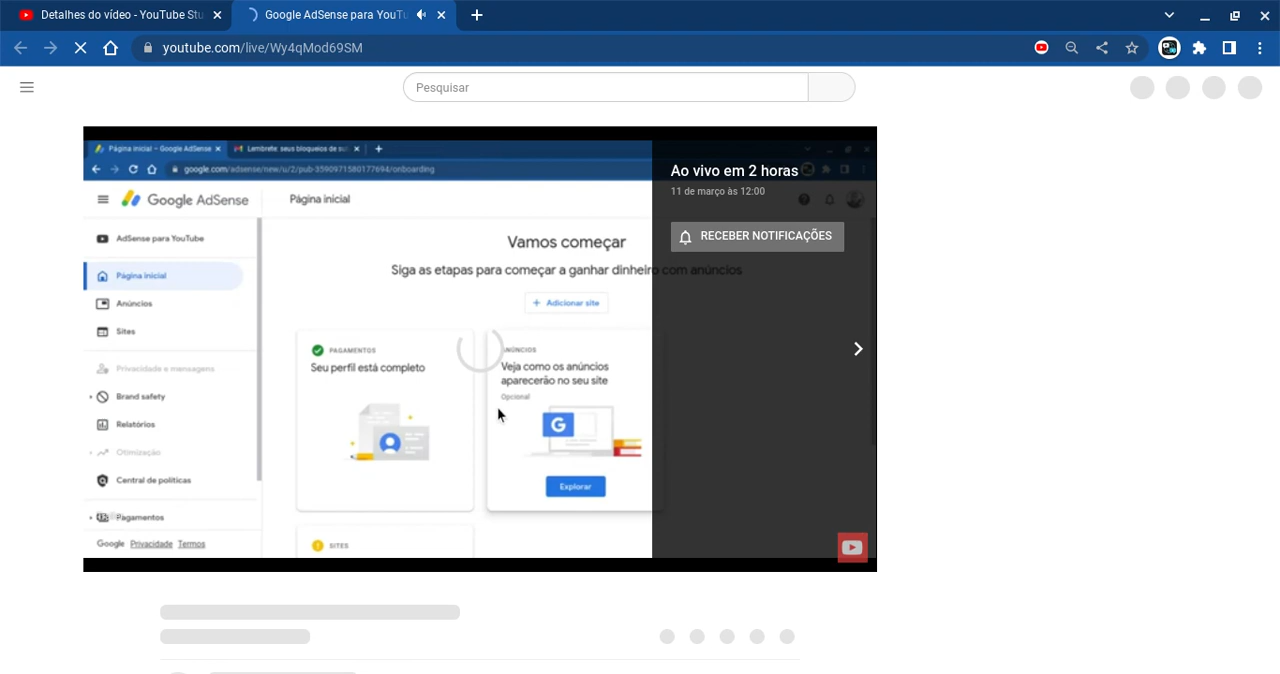 Detalhes do vídeo - YouTube Stu
Google AdSense para YouTu
youtube.com/live/Wy4qMod69SM
Pesquisar
Página inicial – Google AdSense
Lembrete: seus bloqueios de su
google.com/adsense/new/u/2/pub-3590971580177694/onboarding
Google AdSense
Página inicial
AdSense para YouTube
Página inicial
Anúncios
Sites
Privacidade e mensagens
Brand safety
Relatórios
Otimização
Central de políticas
Pagamentos
Google Privacidade Termos
Vamos começar
Siga as etapas para começar a ganhar dinheiro com anúncios
+ Adicionar site
PAGAMENTOS
Seu perfil está completo
ANÚNCIOS
Veja como os anúncios
aparecerão no seu site
Opcional
G
Explorar
SITES
Ao vivo em 2 horas
11 de março às 12:00
RECEBER NOTIFICAÇÕES